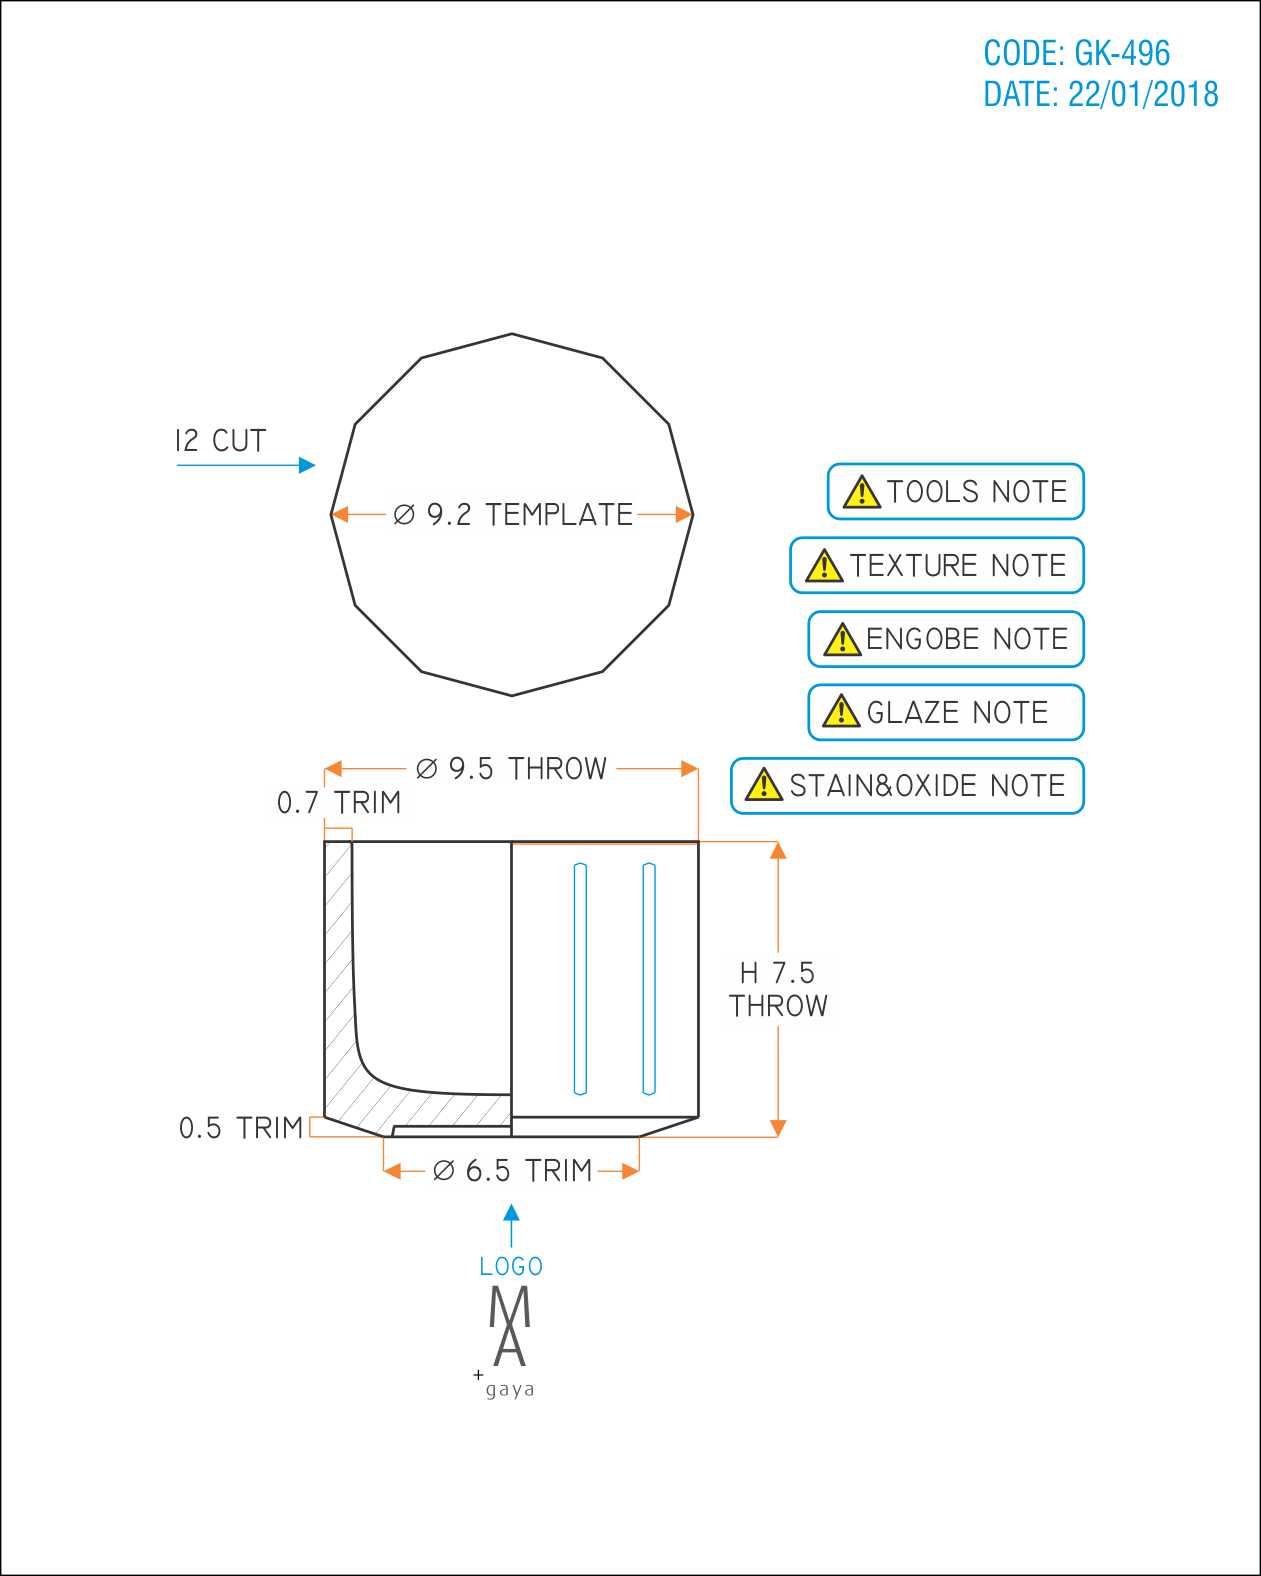 CODE: GK-496
DATE: 22/01/2018
12 CUT
Ø 9.2 TEMPLATE
TOOLS NOTE
TEXTURE NOTE
ENGOBE NOTE
GLAZE NOTE
STAIN&OXIDE NOTE
Ø 9.5 THROW
0.7 TRIM
H 7.5
THROW
0.5 TRIM
Ø 6.5 TRIM
LOGO
M
A
+
gaya